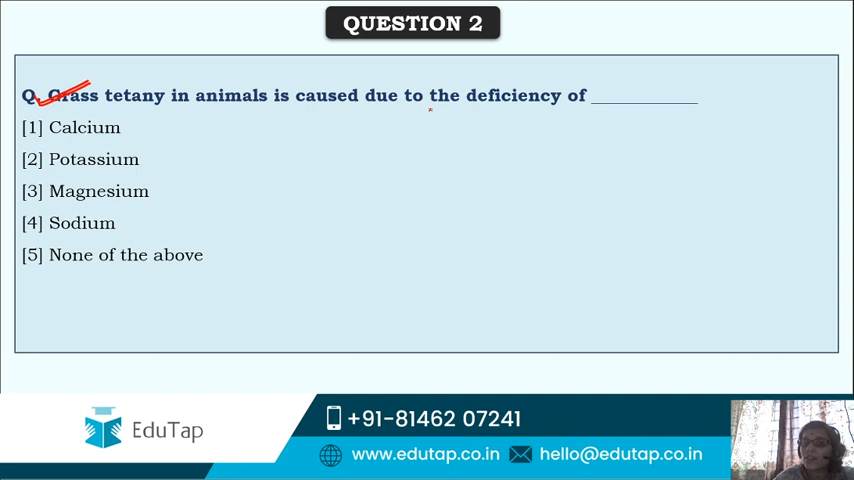 QUESTION 2
Q. Grass tetany in animals is caused due to the deficiency of ___________
[1] Calcium
[2] Potassium
[3] Magnesium
[4] Sodium
[5] None of the above
EduTap
+91-81462 07241
www.edutap.co.in hello@edutap.co.in